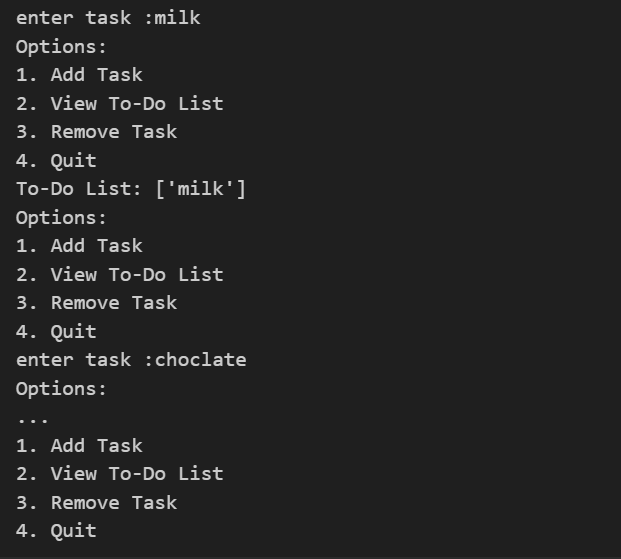 enter task :milk
Options:
1. Add Task
2. View To-Do List
3. Remove Task
4. Quit
To-Do List: ['milk']
Options:
1. Add Task
2. View To-Do List
3. Remove Task
4. Quit
enter task :choclate
Options:
...
1. Add Task
2. View To-Do List
3. Remove Task
4. Quit